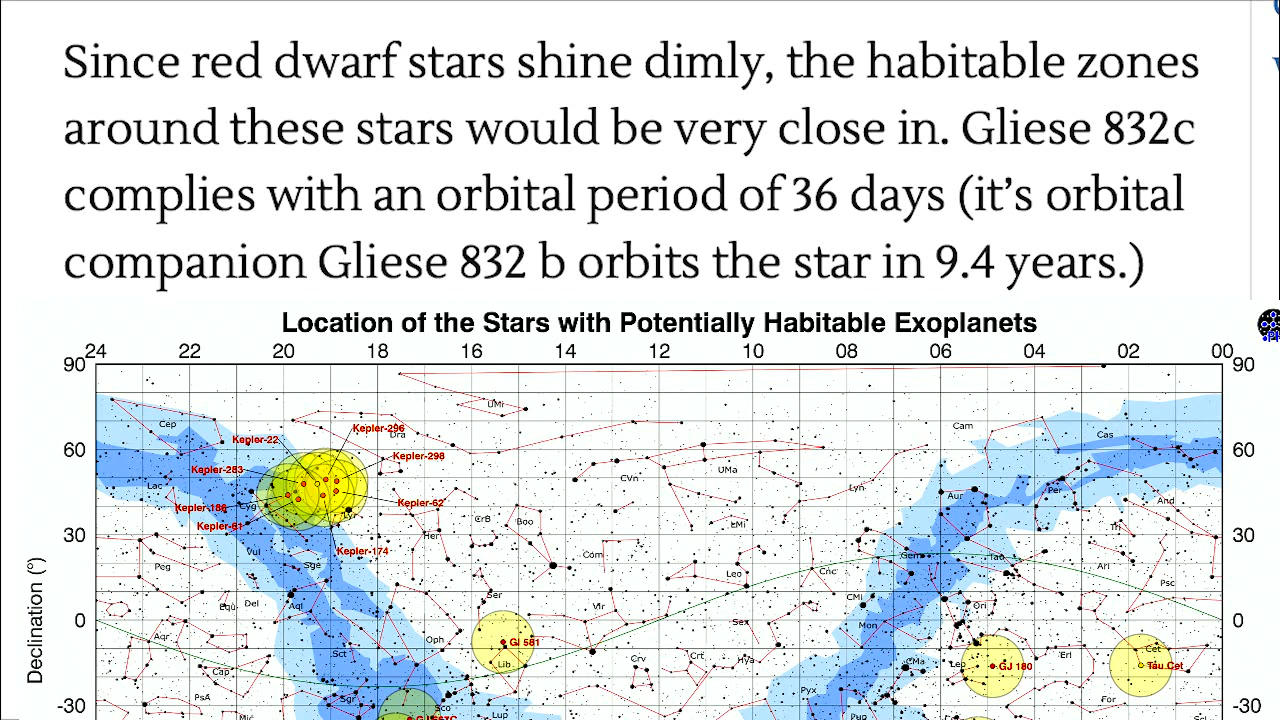 Since red dwarf stars shine dimly, the habitable zones
around these stars would be very close in. Gliese 832c
complies with an orbital period of 36 days (it’s orbital
companion Gliese 832 b orbits the star in 9.4 years.)
Location of the Stars with Potentially Habitable Exoplanets
24 22 20 18 16 14 12 10 08 06 04 02 00
90 90
UMi
Cep Cam Cas
Kepler-22 Kepler-296 Dra
60 60
Kepler-283 Kepler-298
UMa
CVn
Lac Lyn Aur Per And
Kepler-186 Cyg Kepler-62
Lyr
Kepler-61 CrB Boo LMi Tri
30 Her 30
Vul Kepler-174 Com Gem Tau
Peg Sge Leo Cnc Ari Psc
Equ Del Aql Ser Vir CMi Ori
0 Sex Mon 0
Aqr Oph Gl 581
Sct Lib Crv Crt Hya CMa Lep GJ 180 Eri Cet Tau Cet
Cap
PsA Sgr Sco Pyx For
-30 Mic Lup Pup -30
GJ 667C
Declination (°)